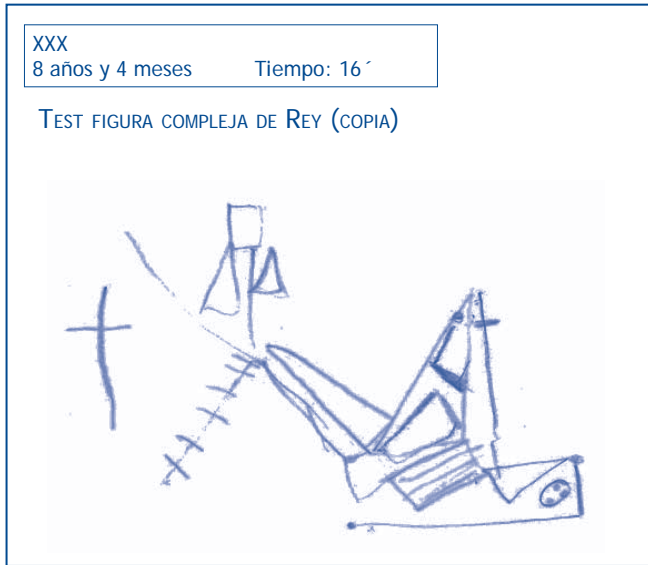 XXX
8 años y 4 meses Tiempo: 16´
TEST FIGURA COMPLEJA DE REY (COPIA)